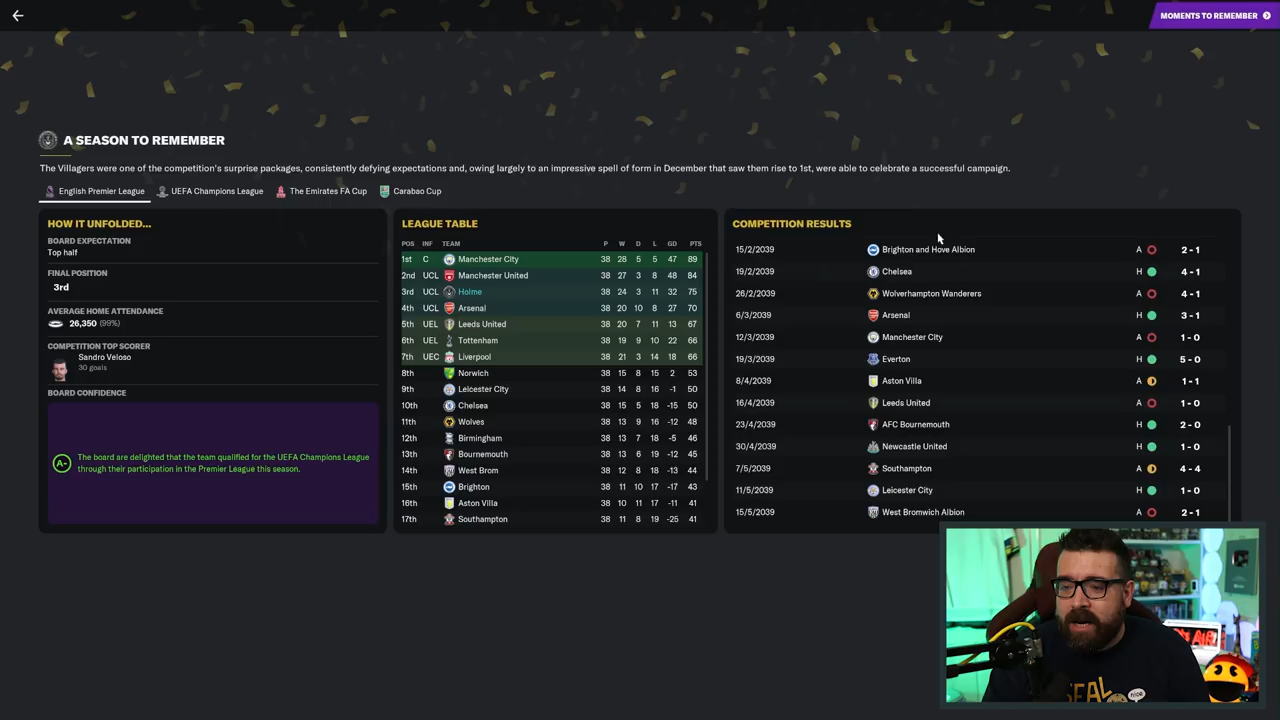 MOMENTS TO REMEMBER
A SEASON TO REMEMBER
The Villagers were one of the competition's surprise packages, consistently defying expectations and, owing largely to an impressive spell of form in December that saw them rise to 1st, were able to celebrate a successful campaign.
English Premier League UEFA Champions League The Emirates FA Cup Carabao Cup
HOW IT UNFOLDED...
BOARD EXPECTATION
Top half
FINAL POSITION
3rd
AVERAGE HOME ATTENDANCE
26,350 (99%)
COMPETITION TOP SCORER
Sandro Veloso
30 goals
BOARD CONFIDENCE
A-
The board are delighted that the team qualified for the UEFA Champions League
through their participation in the Premier League this season.
LEAGUE TABLE
POS INF TEAM P W D L GD PTS
1st C Manchester City 38 28 5 5 47 89
2nd UCL Manchester United 38 27 3 8 48 84
3rd UCL Holme 38 24 3 11 32 75
4th UCL Arsenal 38 20 10 8 27 70
5th UEL Leeds United 38 20 7 11 13 67
6th UEL Tottenham 38 19 9 10 22 66
7th UEC Liverpool 38 21 3 14 18 66
8th Norwich 38 15 8 15 2 53
9th Leicester City 38 14 8 16 -1 50
10th Chelsea 38 15 5 18 -15 50
11th Wolves 38 13 9 16 -12 48
12th Birmingham 38 13 7 18 -5 46
13th Bournemouth 38 13 6 19 -12 45
14th West Brom 38 12 8 18 -13 44
15th Brighton 38 11 10 17 -17 43
16th Aston Villa 38 10 11 17 -11 41
17th Southampton 38 11 8 19 -25 41
COMPETITION RESULTS
15/2/2039 Brighton and Hove Albion A 2 - 1
19/2/2039 Chelsea H 4 - 1
26/2/2039 Wolverhampton Wanderers A 4 - 1
6/3/2039 Arsenal H 3 - 1
12/3/2039 Manchester City A 1 - 0
19/3/2039 Everton H 5 - 0
8/4/2039 Aston Villa A 1 - 1
16/4/2039 Leeds United A 1 - 0
23/4/2039 AFC Bournemouth H 2 - 0
30/4/2039 Newcastle United H 1 - 0
7/5/2039 Southampton A 4 - 4
11/5/2039 Leicester City H 1 - 0
15/5/2039 West Bromwich Albion A 2 - 1
ON AIR
nice